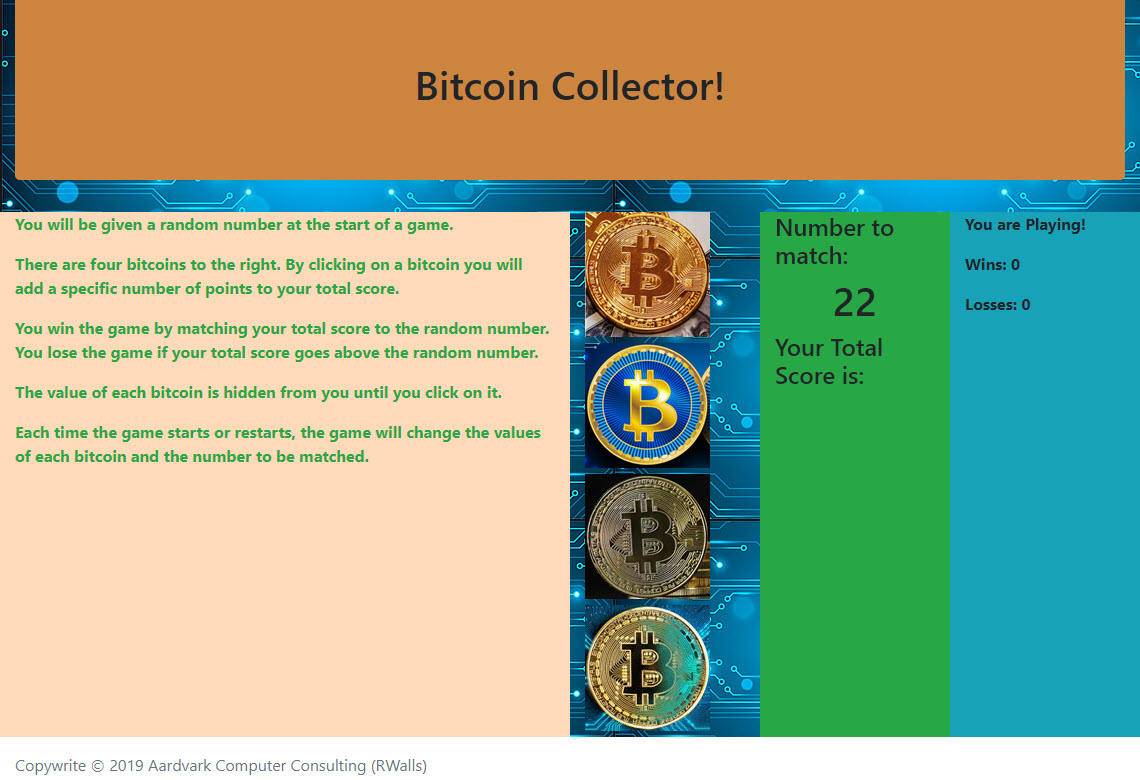 Bitcoin Collector!
You will be given a random number at the start of a game.
There are four bitcoins to the right. By clicking on a bitcoin you will
add a specific number of points to your total score.
You win the game by matching your total score to the random number.
You lose the game if your total score goes above the random number.
The value of each bitcoin is hidden from you until you click on it.
Each time the game starts or restarts, the game will change the values
of each bitcoin and the number to be matched.
Number to
match:
22
Your Total
Score is:
You are Playing!
Wins: 0
Losses: 0
Copywrite © 2019 Aardvark Computer Consulting (RWalls)